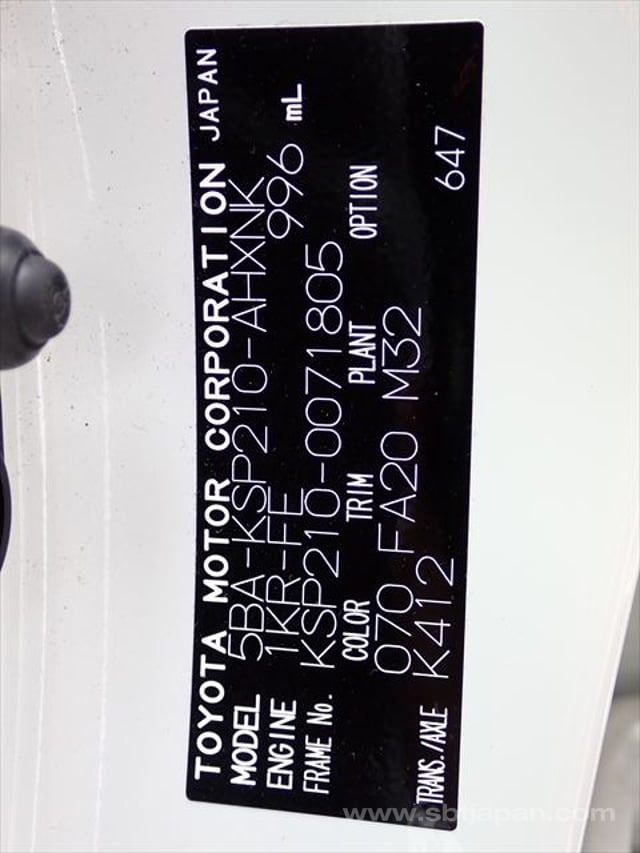 TOYOTA MOTOR CORPORATION JAPAN
MODEL 5BA-KSP210-AHXNK
ENGINE 1KR-FE 996 mL
FRAME No. KSP210-0071805
COLOR TRIM PLANT OPTION
070 FA20 M32
TRANS./AXLE K412 647
www.sbtjapan.com